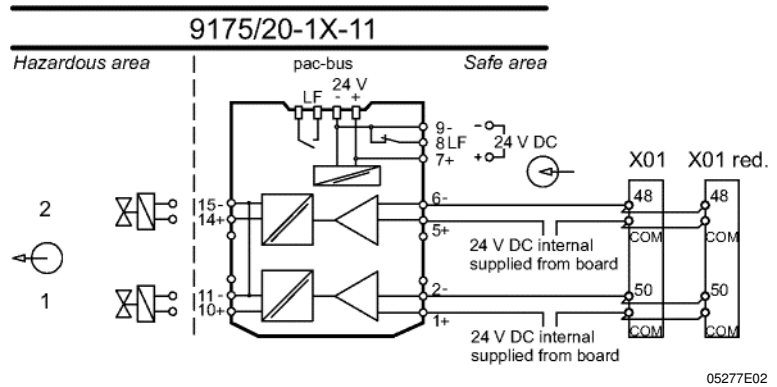 9175/20-1X-11
Hazardous area
pac-bus
Safe area
24 V
LF - +
9-
8 LF
7+
-
+
24 V DC
X01
X01 red.
2
15-
14+
6-
5+
48
COM
48
COM
24 V DC internal
supplied from board
1
11-
10+
2-
1+
50
COM
50
COM
24 V DC internal
supplied from board
05277E02